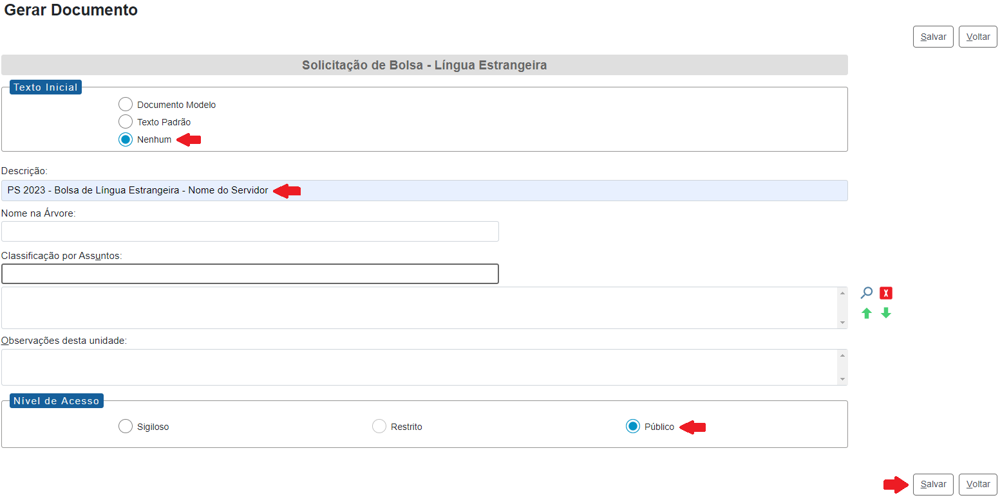 Gerar Documento
Salvar Voltar
Solicitação de Bolsa - Língua Estrangeira
Texto Inicial
Documento Modelo
Texto Padrão
Nenhum
Descrição:
PS 2023 - Bolsa de Língua Estrangeira - Nome do Servidor
Nome na Árvore:
Classificação por Assuntos:
Observações desta unidade:
Nível de Acesso
Sigiloso Restrito Público
Salvar Voltar